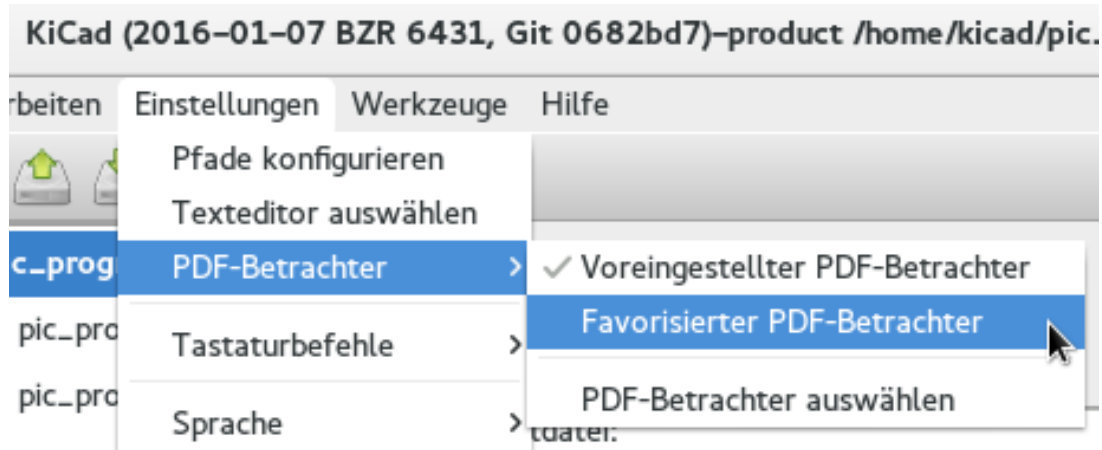 KiCad (2016–01–07 BZR 6431, Git 0682bd7)–product /home/kicad/pic.
rbeiten Einstellungen Werkzeuge Hilfe
Pfade konfigurieren
Texteditor auswählen
c_prog PDF-Betrachter Voreingestellter PDF-Betrachter
pic_pro Favorisierter PDF-Betrachter
Tastaturbefehle
pic_pro PDF-Betrachter auswählen
Sprache tdatei: